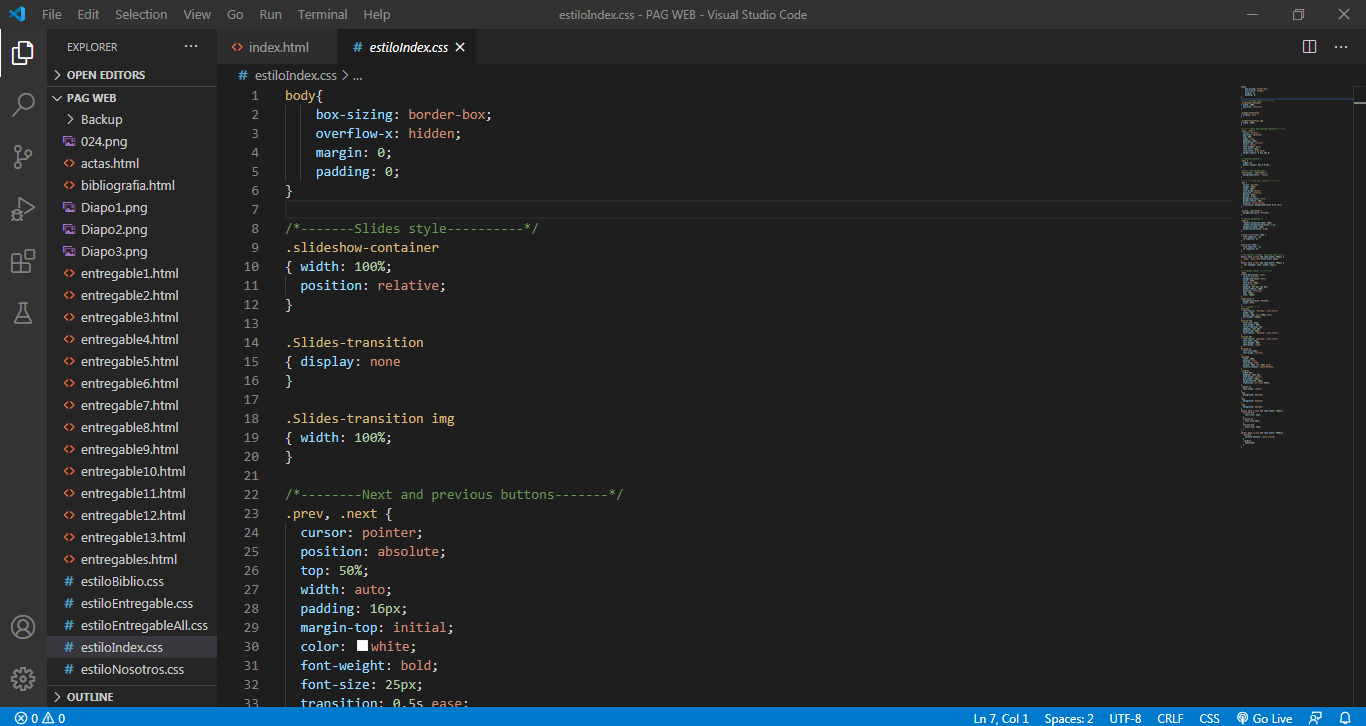 File Edit Selection View Go Run Terminal Help
estiloIndex.css - PAG WEB - Visual Studio Code
EXPLORER
OPEN EDITORS
PAG WEB
Backup
024.png
actas.html
bibliografia.html
Diapo1.png
Diapo2.png
Diapo3.png
entregable1.html
entregable2.html
entregable3.html
entregable4.html
entregable5.html
entregable6.html
entregable7.html
entregable8.html
entregable9.html
entregable10.html
entregable11.html
entregable12.html
entregable13.html
entregables.html
# estiloBiblio.css
# estiloEntregable.css
# estiloEntregableAll.css
# estiloIndex.css
# estiloNosotros.css
OUTLINE
<> index.html
# estiloIndex.css
# estiloIndex.css > ...
1 body{
2 box-sizing: border-box;
3 overflow-x: hidden;
4 margin: 0;
5 padding: 0;
6 }
7
8 /*-------Slides style----------*/
9 .slideshow-container
10 { width: 100%;
11 position: relative;
12 }
13
14 .Slides-transition
15 { display: none
16 }
17
18 .Slides-transition img
19 { width: 100%;
20 }
21
22 /*--------Next and previous buttons-------*/
23 .prev, .next {
24 cursor: pointer;
25 position: absolute;
26 top: 50%;
27 width: auto;
28 padding: 16px;
29 margin-top: initial;
30 color: white;
31 font-weight: bold;
32 font-size: 25px;
33 transition: 0.5s ease;
0 0
Ln 7, Col 1 Spaces: 2 UTF-8 CRLF CSS Go Live